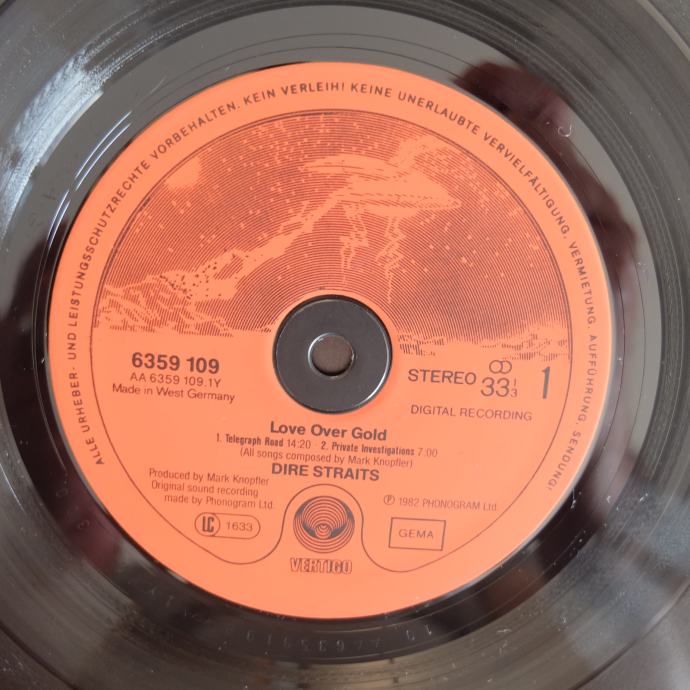 ALLE URHEBER- UND LEISTUNGSSCHUTZRECHTE VORBEHALTEN. KEIN VERLEIH! KEINE UNERLAUBTE VERVIELFÄLTIGUNG, VERMIETUNG, AUFFÜHRUNG, SENDUNG!
6359 109
AA 6359 109.1Y
Made in West Germany
STEREO 33 1/3 1
DIGITAL RECORDING
Love Over Gold
1. Telegraph Road 14:20 · 2. Private Investigations 7:00
(All songs composed by Mark Knopfler)
DIRE STRAITS
Produced by Mark Knopfler
Original sound recording
made by Phonogram Ltd.
LC 1633
℗ 1982 PHONOGRAM Ltd.
GEMA
VERTIGO